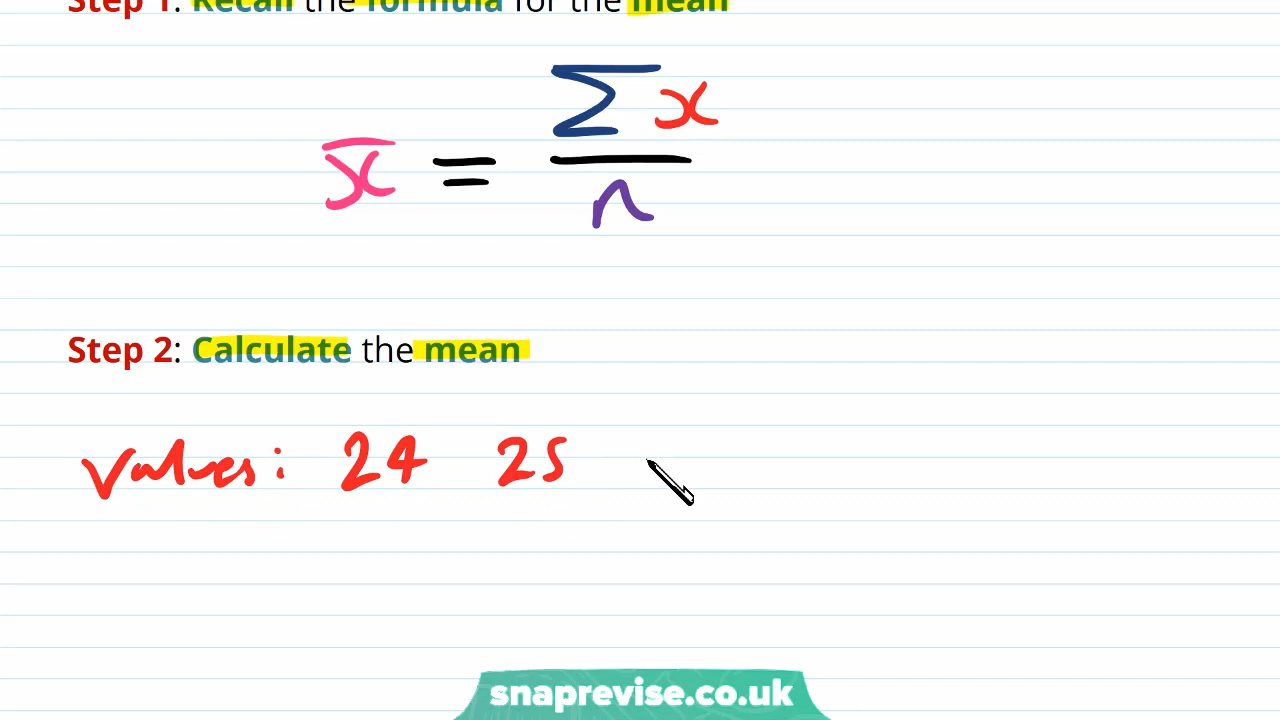 Step 1: Recall the formula for the mean
x̄ = Σx / n
Step 2: Calculate the mean
values: 24 25
snaprevise.co.uk